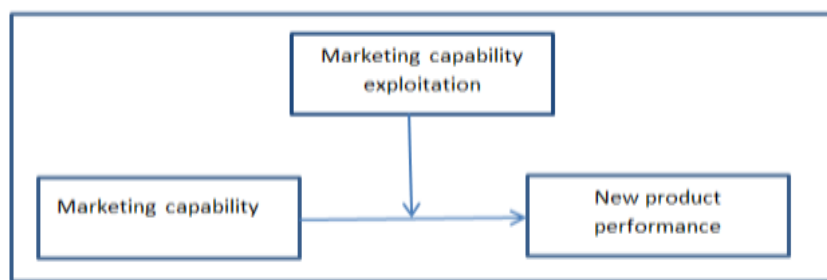 Marketing capability
exploitation
Marketing capability
New product
performance